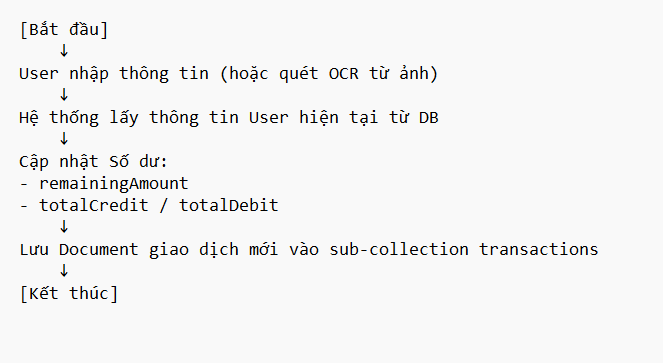 [Bắt đầu]
↓
User nhập thông tin (hoặc quét OCR từ ảnh)
↓
Hệ thống lấy thông tin User hiện tại từ DB
↓
Cập nhật Số dư:
- remainingAmount
- totalCredit / totalDebit
↓
Lưu Document giao dịch mới vào sub-collection transactions
↓
[Kết thúc]